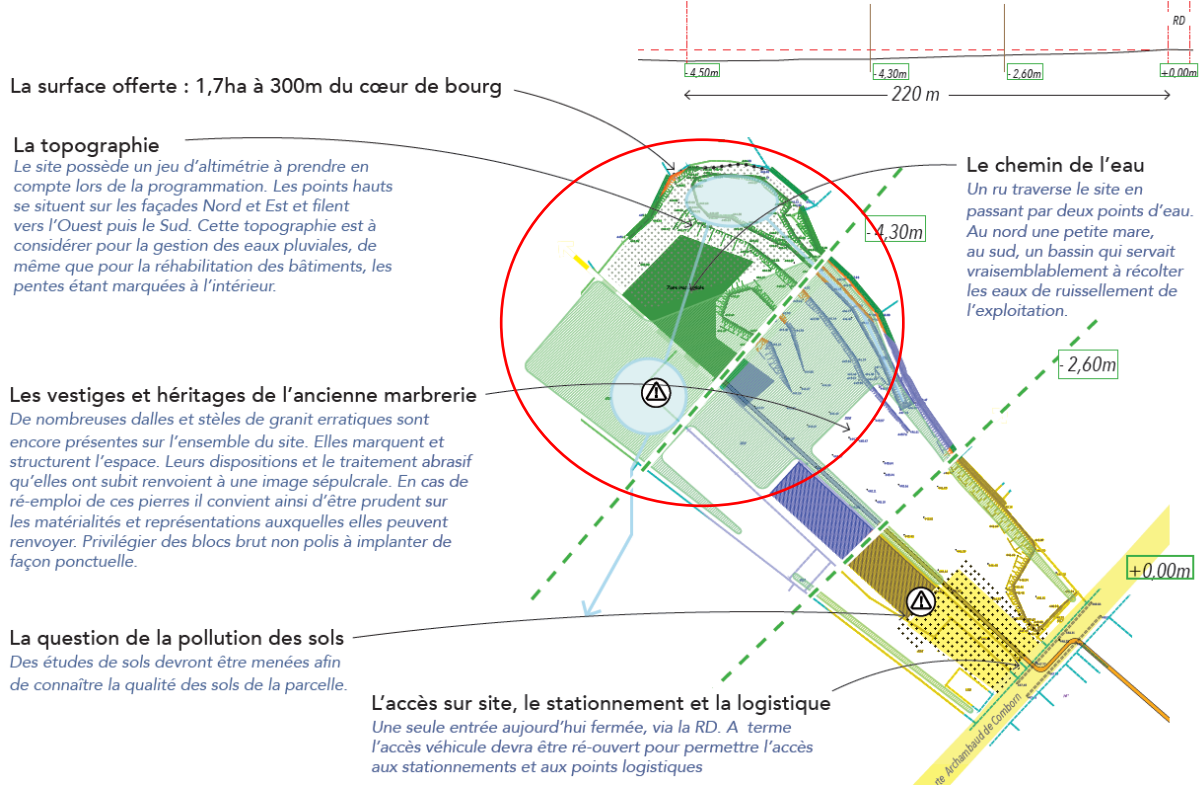 RD
- 4,50m
- 4,30m
- 2,60m
+0,00m
220 m
La surface offerte : 1,7ha à 300m du cœur de bourg
La topographie
Le site possède un jeu d’altimétrie à prendre en
compte lors de la programmation. Les points hauts
se situent sur les façades Nord et Est et filent
vers l’Ouest puis le Sud. Cette topographie est à
considérer pour la gestion des eaux pluviales, de
même que pour la réhabilitation des bâtiments, les
pentes étant marquées à l’intérieur.
Le chemin de l’eau
Un ru traverse le site en
passant par deux points d’eau.
Au nord une petite mare,
au sud, un bassin qui servait
vraisemblablement à récolter
les eaux de ruissellement de
l’exploitation.
- 4,30m
- 2,60m
+0,00m
Les vestiges et héritages de l’ancienne marbrerie
De nombreuses dalles et stèles de granit erratiques sont
encore présentes sur l’ensemble du site. Elles marquent et
structurent l’espace. Leurs dispositions et le traitement abrasif
qu’elles ont subit renvoient à une image sépulcrale. En cas de
ré-emploi de ces pierres il convient ainsi d’être prudent sur
les matérialités et représentations auxquelles elles peuvent
renvoyer. Privilégier des blocs brut non polis à implanter de
façon ponctuelle.
La question de la pollution des sols
Des études de sols devront être menées afin
de connaître la qualité des sols de la parcelle.
L’accès sur site, le stationnement et la logistique
Une seule entrée aujourd’hui fermée, via la RD. A terme
l’accès véhicule devra être ré-ouvert pour permettre l’accès
aux stationnements et aux points logistiques
Archambaud de Comborn